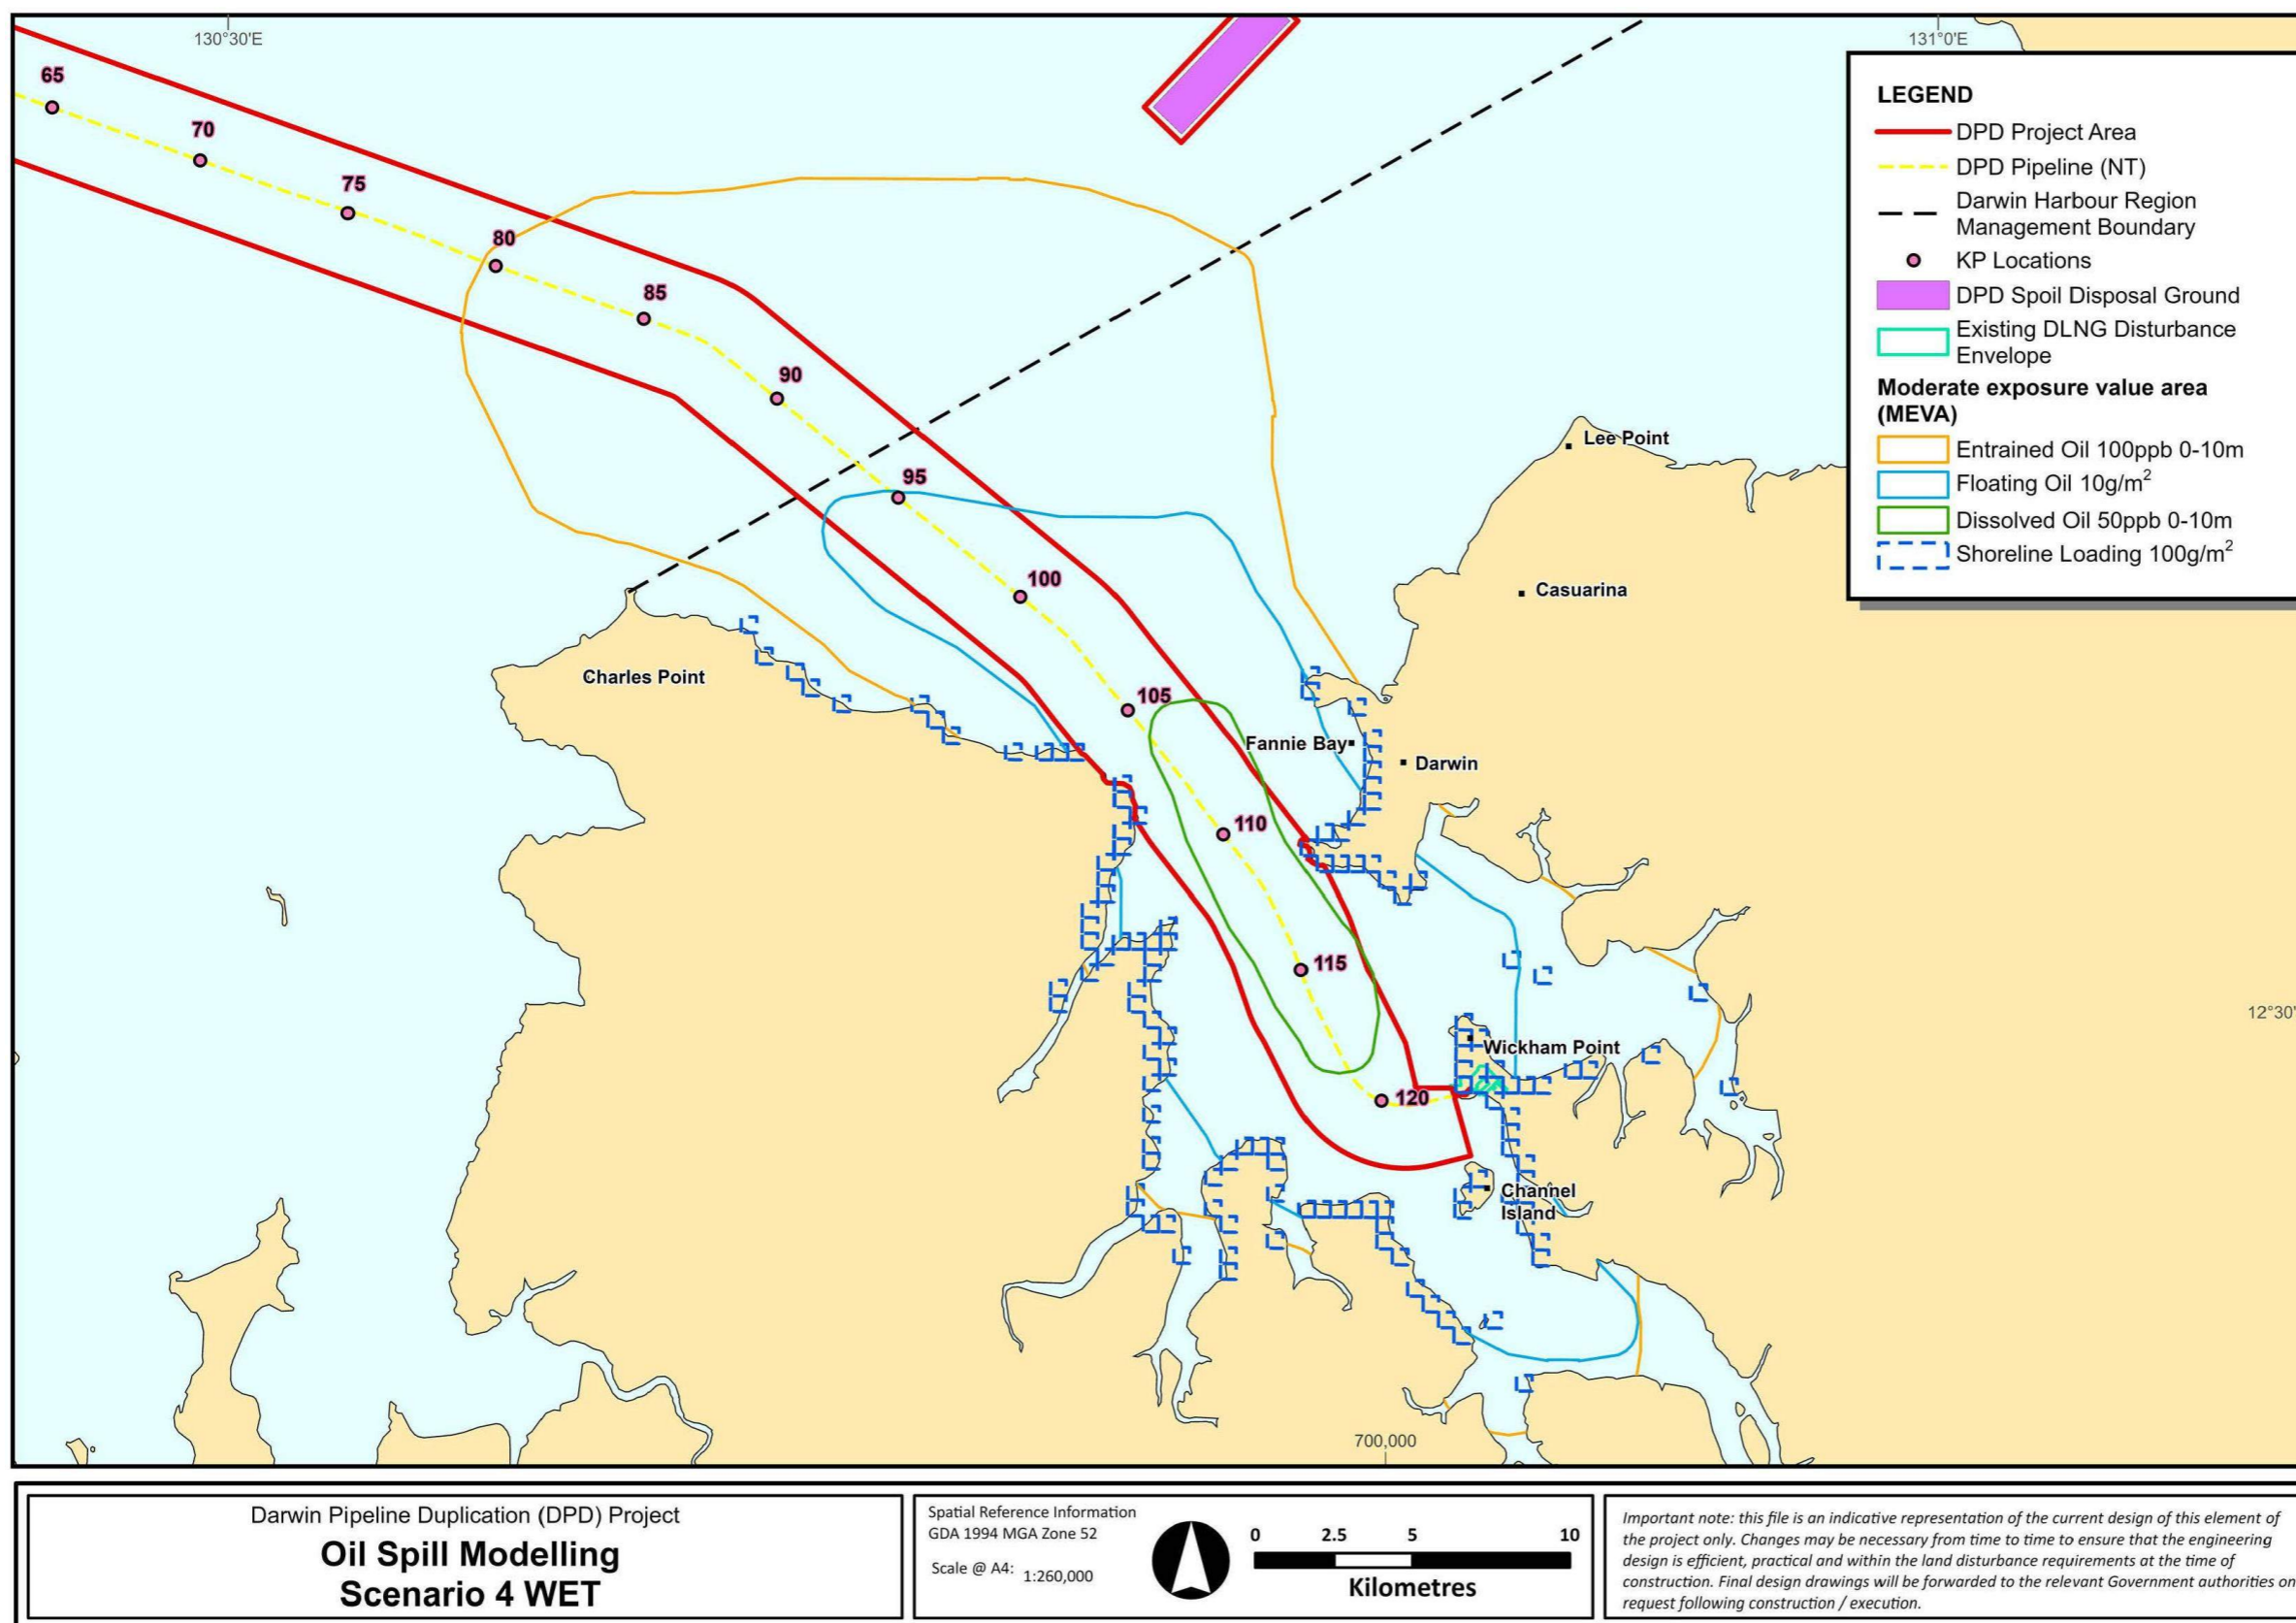 130°30'E
131°0'E
65
70
75
80
85
90
95
100
105
110
115
120
Lee Point
Casuarina
Charles Point
Fannie Bay
Darwin
Wickham Point
Channel
Island
12°30'
700,000
LEGEND
DPD Project Area
DPD Pipeline (NT)
Darwin Harbour Region
Management Boundary
KP Locations
DPD Spoil Disposal Ground
Existing DLNG Disturbance
Envelope
Moderate exposure value area
(MEVA)
Entrained Oil 100ppb 0-10m
Floating Oil 10g/m²
Dissolved Oil 50ppb 0-10m
Shoreline Loading 100g/m²
Darwin Pipeline Duplication (DPD) Project
Oil Spill Modelling
Scenario 4 WET
Spatial Reference Information
GDA 1994 MGA Zone 52
Scale @ A4: 1:260,000
0 2.5 5 10
Kilometres
Important note: this file is an indicative representation of the current design of this element of
the project only. Changes may be necessary from time to time to ensure that the engineering
design is efficient, practical and within the land disturbance requirements at the time of
construction. Final design drawings will be forwarded to the relevant Government authorities on
request following construction / execution.